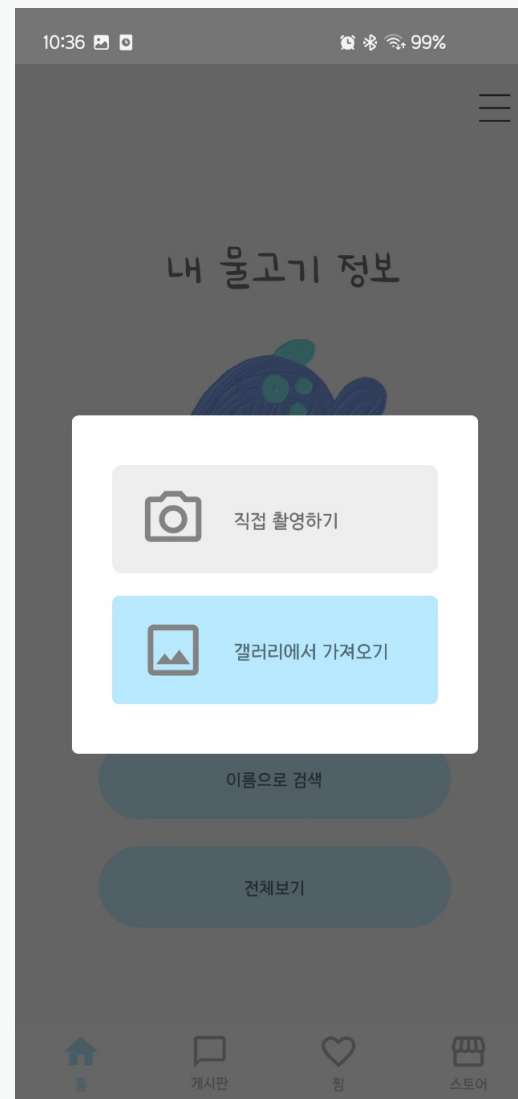 10:36
99%
내 물고기 정보
직접 촬영하기
갤러리에서 가져오기
이름으로 검색
전체보기
홈
게시판
찜
스토어